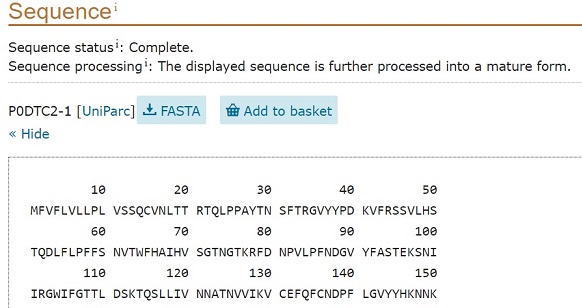 Sequence i
Sequence status i: Complete.
Sequence processing i: The displayed sequence is further processed into a mature form.
P0DTC2-1 [UniParc] FASTA Add to basket
« Hide
10 20 30 40 50
MFVFLVLLPL VSSQCVNLTT RTQLPPAYTN SFTRGVYYPD KVFRSSVLHS
60 70 80 90 100
TQDLFLPFFS NVTWFHAIHV SGTNGTKRFD NPVLPFNDGV YFASTEKSNI
110 120 130 140 150
IRGWIFGTTL DSKTQSLLIV NNATNVVIKV CEFQFCNDPF LGVYYHKNNK